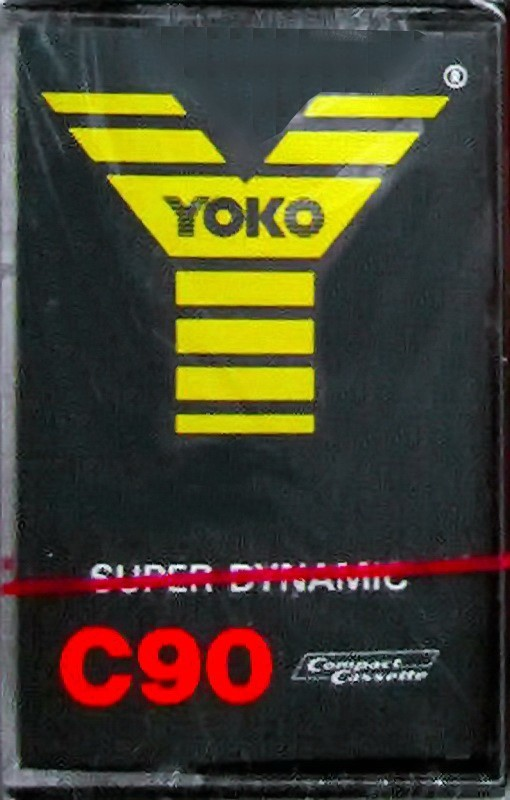 ®
YOKO
SUPER DYNAMIC
C90
Compact
Cassette